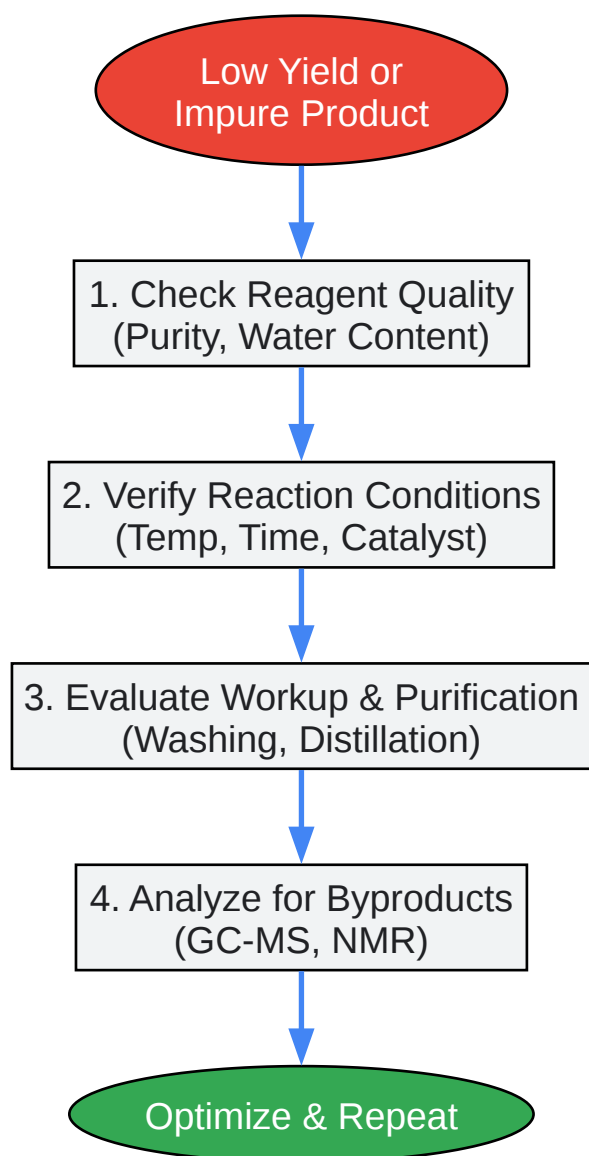 Low Yield or
Impure Product
1. Check Reagent Quality
(Purity, Water Content)
2. Verify Reaction Conditions
(Temp, Time, Catalyst)
3. Evaluate Workup & Purification
(Washing, Distillation)
4. Analyze for Byproducts
(GC-MS, NMR)
Optimize & Repeat